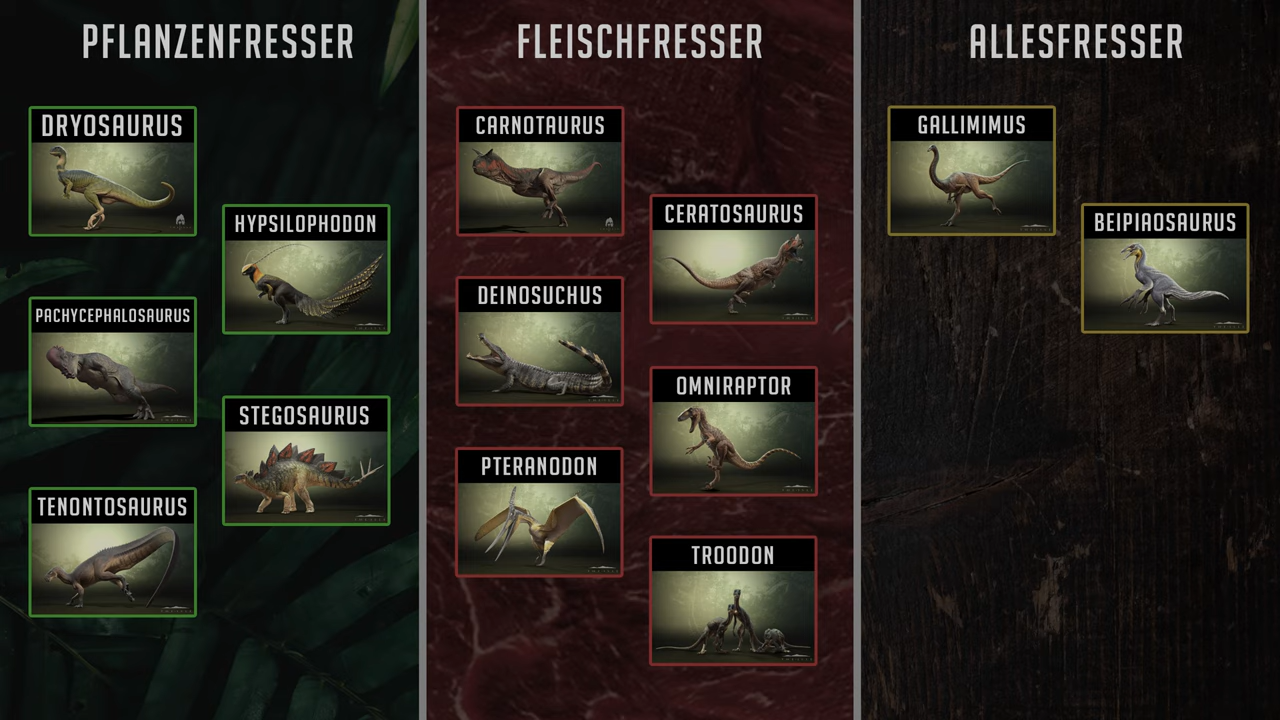 PFLANZENFRESSER
DRYOSAURUS
HYPSILOPHODON
PACHYCEPHALOSAURUS
STEGOSAURUS
TENONTOSAURUS
FLEISCHFRESSER
CARNOTAURUS
CERATOSAURUS
DEINOSUCHUS
OMNIRAPTOR
PTERANODON
TROODON
ALLESFRESSER
GALLIMIMUS
BEIPIAOSAURUS